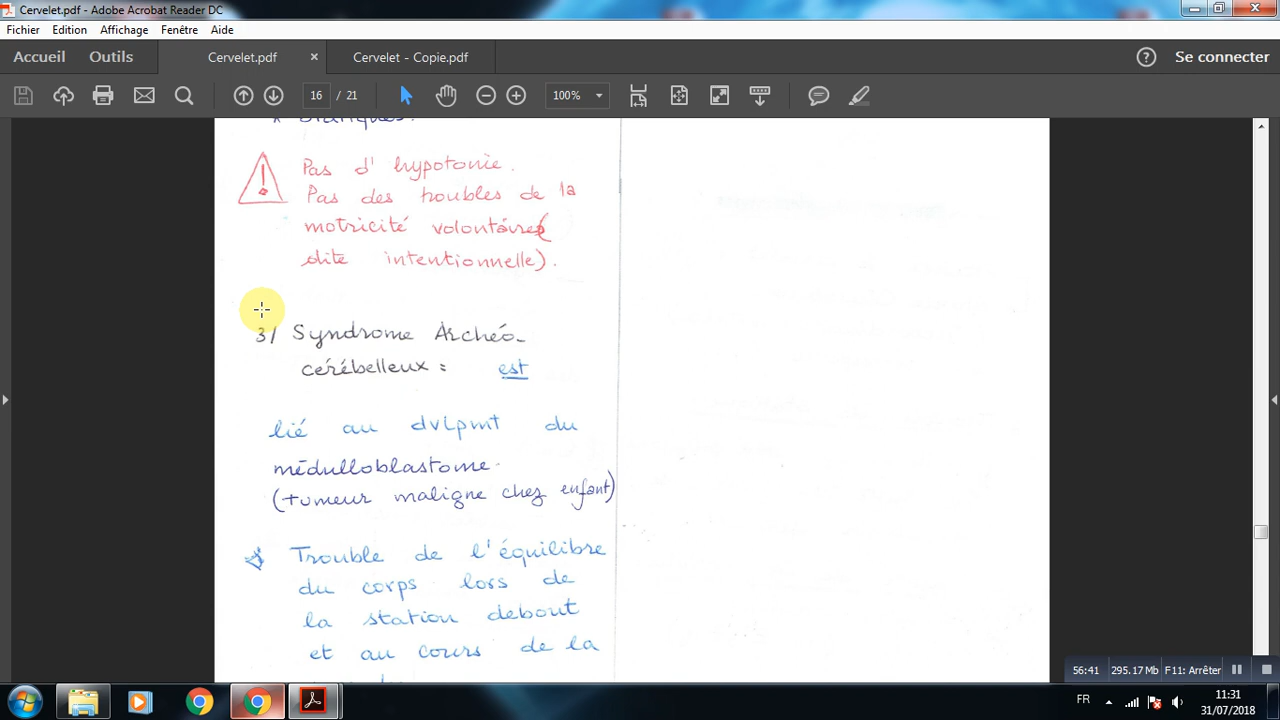 Cervelet.pdf - Adobe Acrobat Reader DC
Fichier Edition Affichage Fenêtre Aide
Accueil Outils Cervelet.pdf × Cervelet - Copie.pdf ? Se connecter
16 / 21 100%
Pas d'hypotonie.
Pas des troubles de la
motricité volontaires(
dite intentionnelle).
3/ Syndrome Archéo-
cérébelleux : est
lié au dvlpmt du
médulloblastome
(tumeur maligne chez enfant)
Trouble de l'équilibre
du corps lors de
la station debout
et au cours de la
56:41 295.17 Mb F11: Arrêter
FR 11:31
31/07/2018